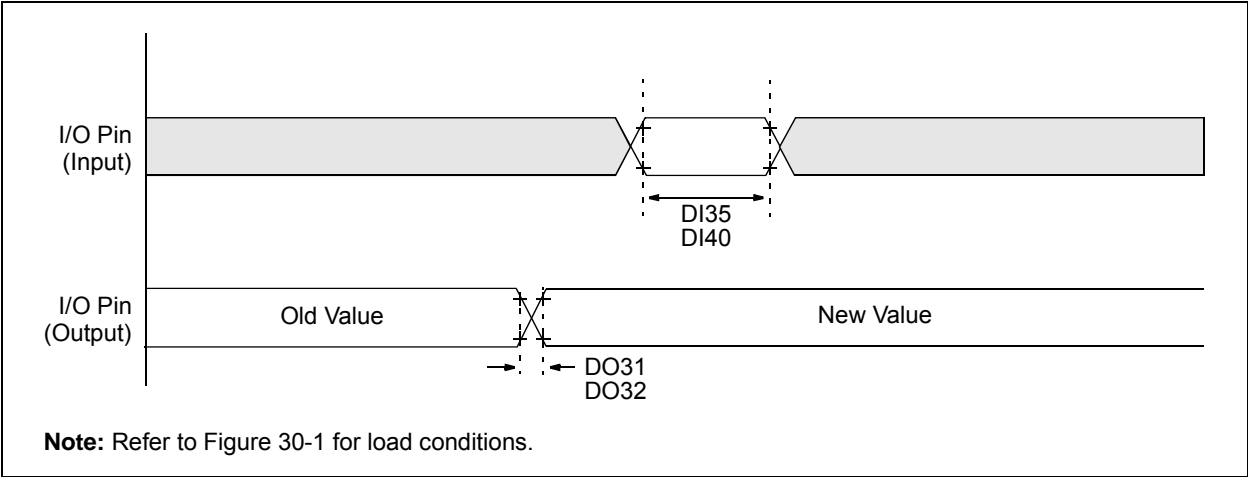 I/O Pin
(Input)
DI35
DI40
I/O Pin
(Output)
Old Value
New Value
DO31
DO32
Note: Refer to Figure 30-1 for load conditions.